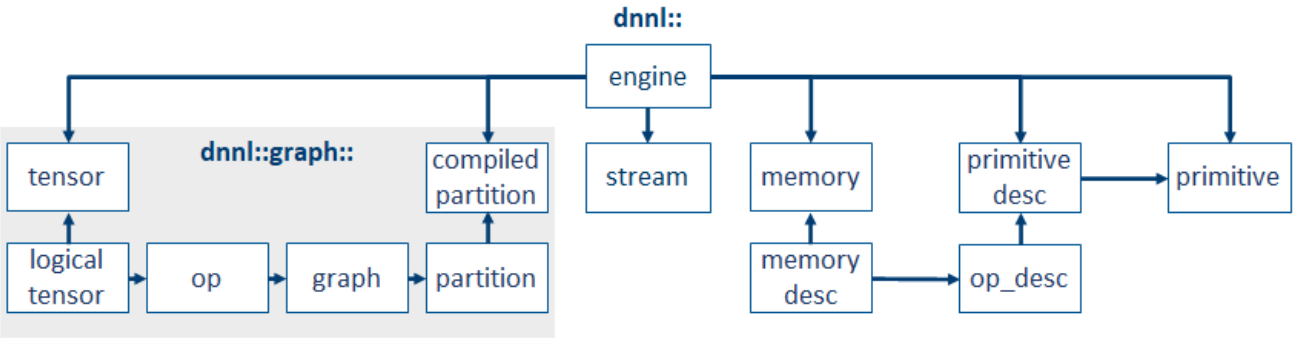 dnnl::
engine
dnnl::graph::
tensor
compiled
partition
stream
memory
primitive
desc
primitive
logical
tensor
op
graph
partition
memory
desc
op_desc